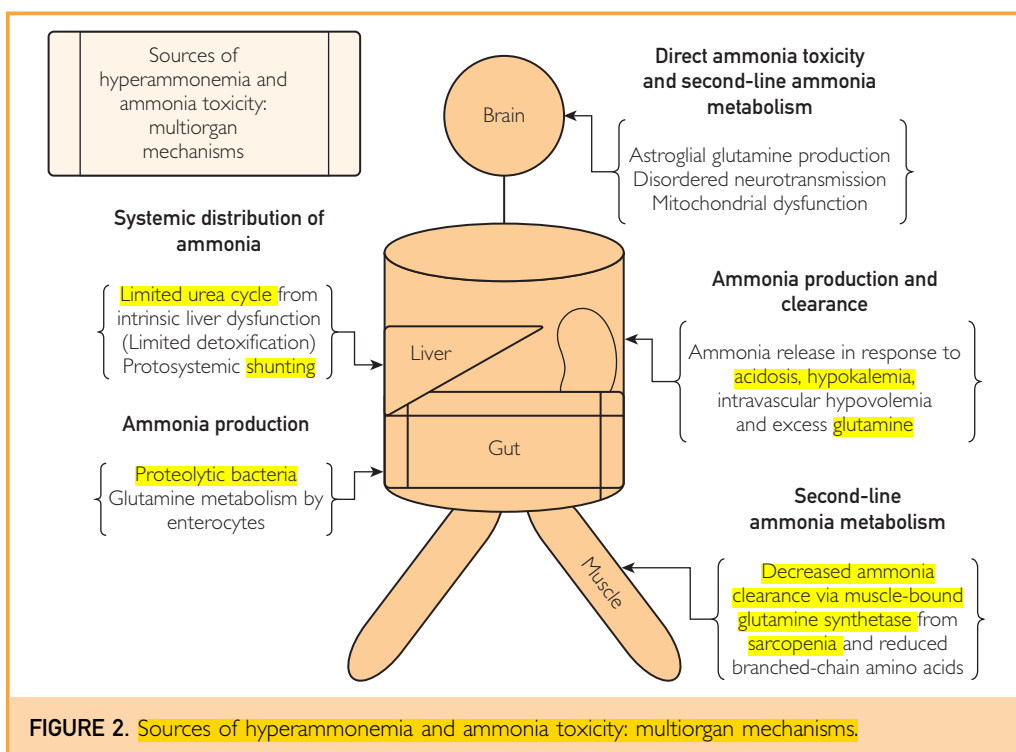 Sources of
hyperammonemia and
ammonia toxicity:
multiorgan
mechanisms
Brain
Direct ammonia toxicity
and second-line ammonia
metabolism
Astroglial glutamine production
Disordered neurotransmission
Mitochondrial dysfunction
Systemic distribution of
ammonia
Limited urea cycle from
intrinsic liver dysfunction
(Limited detoxification)
Protosystemic shunting
Liver
Ammonia production and
clearance
Ammonia release in response to
acidosis, hypokalemia,
intravascular hypovolemia
and excess glutamine
Ammonia production
Proteolytic bacteria
Glutamine metabolism by
enterocytes
Gut
Second-line
ammonia metabolism
Decreased ammonia
clearance via muscle-bound
glutamine synthetase from
sarcopenia and reduced
branched-chain amino acids
Muscle
FIGURE 2. Sources of hyperammonemia and ammonia toxicity: multiorgan mechanisms.